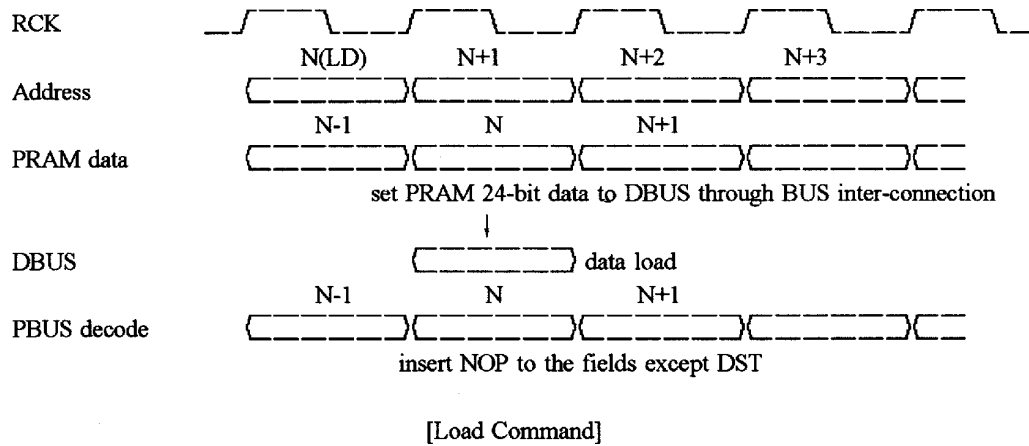 RCK
N(LD) N+1 N+2 N+3
Address
N-1 N N+1
PRAM data
set PRAM 24-bit data to DBUS through BUS inter-connection
DBUS data load
N-1 N N+1
PBUS decode
insert NOP to the fields except DST
[Load Command]